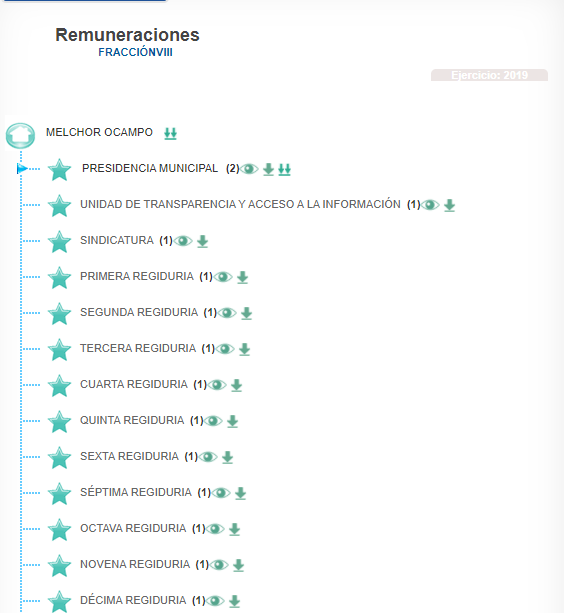 Remuneraciones
FRACCIÓNVIII
Ejercicio: 2019
MELCHOR OCAMPO
PRESIDENCIA MUNICIPAL (2)
UNIDAD DE TRANSPARENCIA Y ACCESO A LA INFORMACIÓN (1)
SINDICATURA (1)
PRIMERA REGIDURIA (1)
SEGUNDA REGIDURIA (1)
TERCERA REGIDURIA (1)
CUARTA REGIDURIA (1)
QUINTA REGIDURIA (1)
SEXTA REGIDURIA (1)
SÉPTIMA REGIDURIA (1)
OCTAVA REGIDURIA (1)
NOVENA REGIDURIA (1)
DÉCIMA REGIDURIA (1)